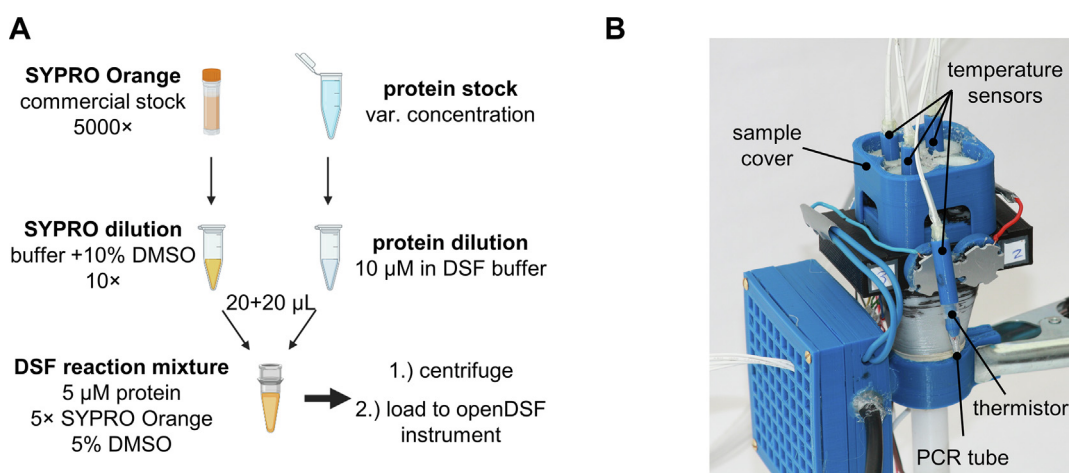 A
SYPRO Orange
commercial stock
5000×
protein stock
var. concentration
SYPRO dilution
buffer +10% DMSO
10×
protein dilution
10 µM in DSF buffer
20+20 µL
DSF reaction mixture
5 µM protein
5× SYPRO Orange
5% DMSO
1.) centrifuge
2.) load to openDSF
instrument
B
temperature
sensors
sample
cover
2
thermistor
PCR tube